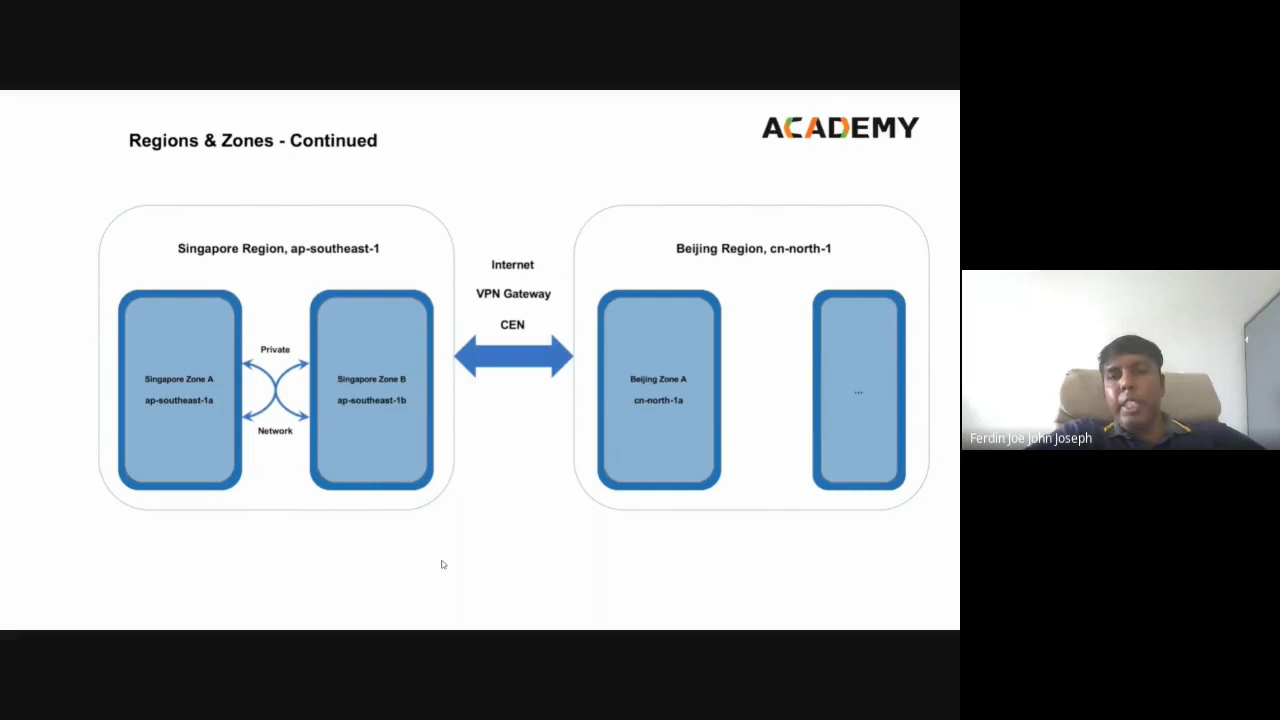 Regions & Zones - Continued
ACADEMY
Singapore Region, ap-southeast-1
Internet
VPN Gateway
CEN
Beijing Region, cn-north-1
Private
Network
Singapore Zone A
ap-southeast-1a
Singapore Zone B
ap-southeast-1b
Beijing Zone A
cn-north-1a
...
Ferdin Joe John Joseph